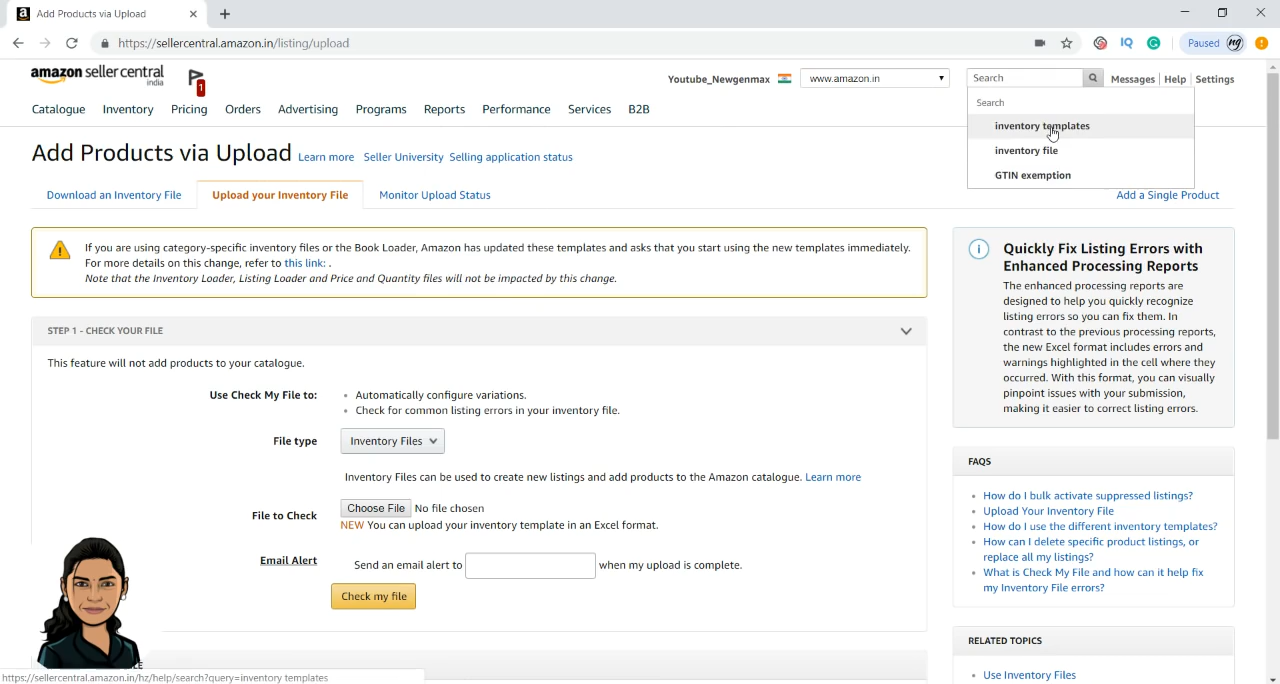 Add Products via Upload
https://sellercentral.amazon.in/listing/upload
IQ
Paused
amazon seller central
india
1
Youtube_Newgenmax
www.amazon.in
Search
Messages
Help
Settings
Catalogue
Inventory
Pricing
Orders
Advertising
Programs
Reports
Performance
Services
B2B
Search
inventory templates
inventory file
GTIN exemption
Add Products via Upload
Learn more
Seller University
Selling application status
Download an Inventory File
Upload your Inventory File
Monitor Upload Status
Add a Single Product
If you are using category-specific inventory files or the Book Loader, Amazon has updated these templates and asks that you start using the new templates immediately.
For more details on this change, refer to this link: .
Note that the Inventory Loader, Listing Loader and Price and Quantity files will not be impacted by this change.
STEP 1 - CHECK YOUR FILE
This feature will not add products to your catalogue.
Use Check My File to:
• Automatically configure variations.
• Check for common listing errors in your inventory file.
File type
Inventory Files
Inventory Files can be used to create new listings and add products to the Amazon catalogue. Learn more
File to Check
Choose File No file chosen
NEW You can upload your inventory template in an Excel format.
Email Alert
Send an email alert to
when my upload is complete.
Check my file
Quickly Fix Listing Errors with
Enhanced Processing Reports
The enhanced processing reports are
designed to help you quickly recognize
listing errors so you can fix them. In
contrast to the previous processing reports,
the new Excel format includes errors and
warnings highlighted in the cell where they
occurred. With this format, you can visually
pinpoint issues with your submission,
making it easier to correct listing errors.
FAQS
• How do I bulk activate suppressed listings?
• Upload Your Inventory File
• How do I use the different inventory templates?
• How can I delete specific product listings, or
replace all my listings?
• What is Check My File and how can it help fix
my Inventory File errors?
RELATED TOPICS
• Use Inventory Files
https://sellercentral.amazon.in/hz/help/search?query=inventory templates